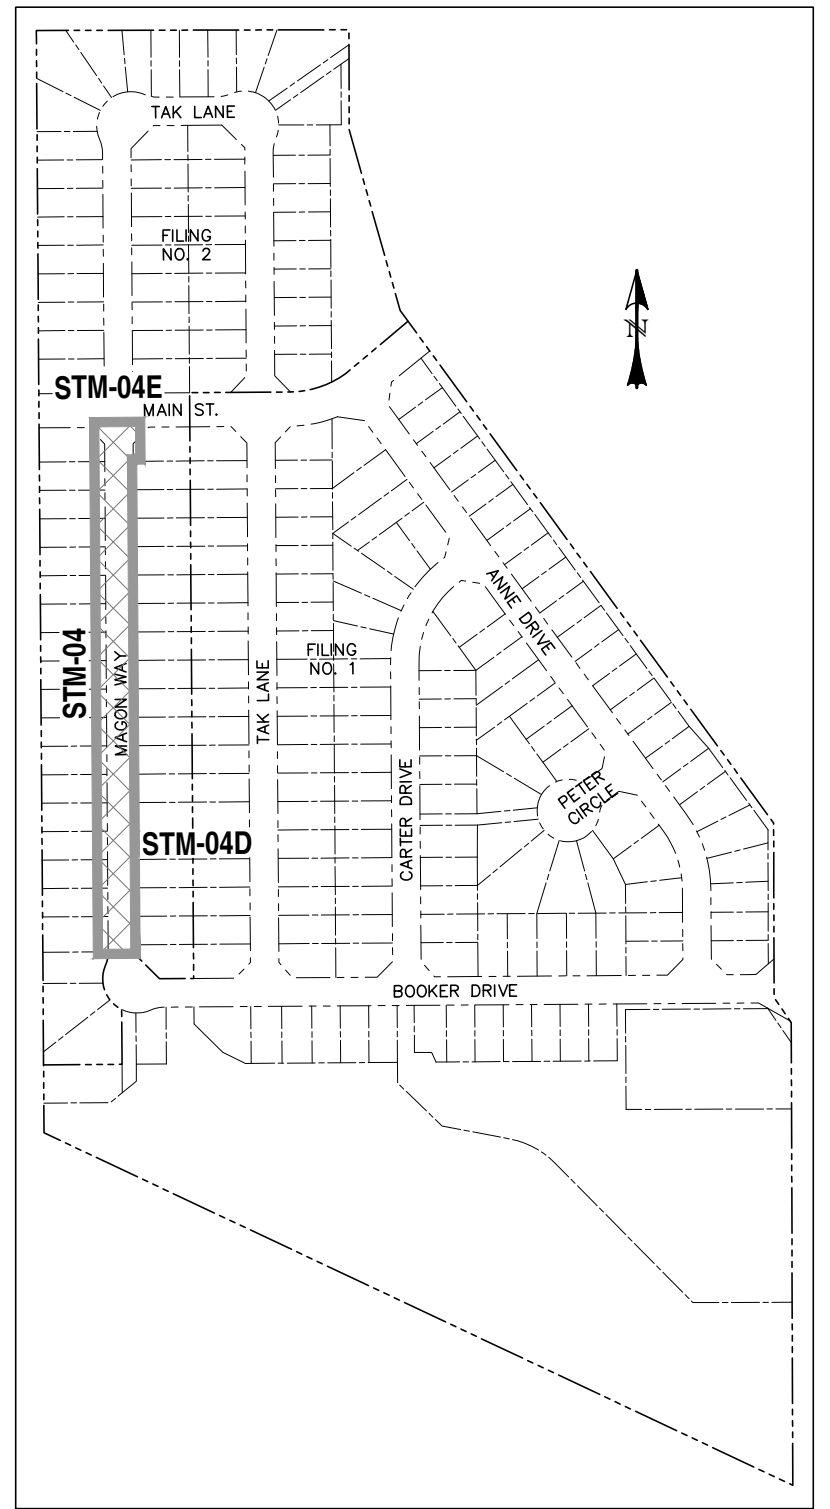 TAK LANE
FILING
NO. 2
N
STM-04E
MAIN ST.
ANNE DRIVE
FILING
NO. 1
STM-04
MAGON WAY
TAK LANE
CARTER DRIVE
PETER
CIRCLE
STM-04D
BOOKER DRIVE